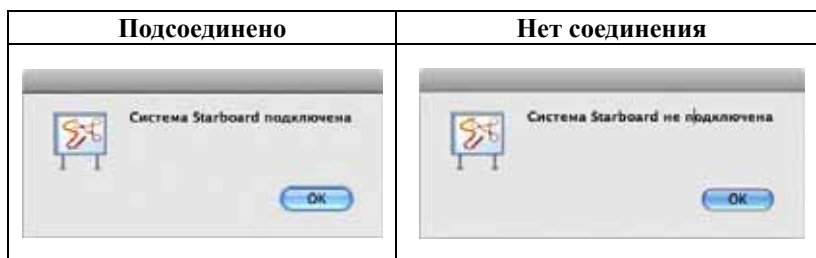 Подсоединено
Нет соединения
Система Starboard подключена
OK
Система Starboard не подключена
OK